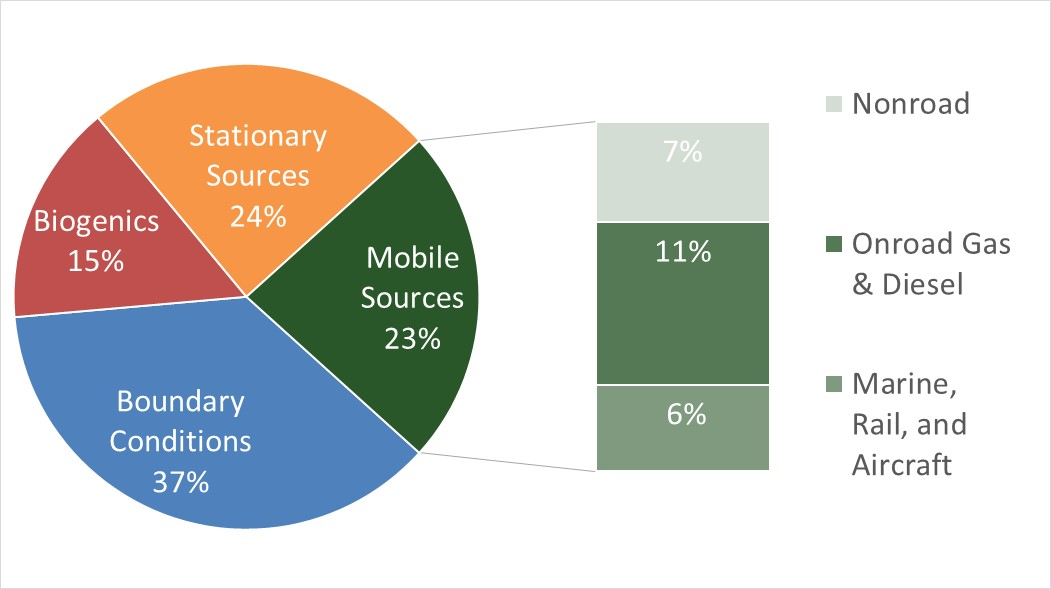 Stationary
Sources
24%
Biogenics
15%
Mobile
Sources
23%
Boundary
Conditions
37%
7%
11%
6%
Nonroad
Onroad Gas
& Diesel
Marine,
Rail, and
Aircraft